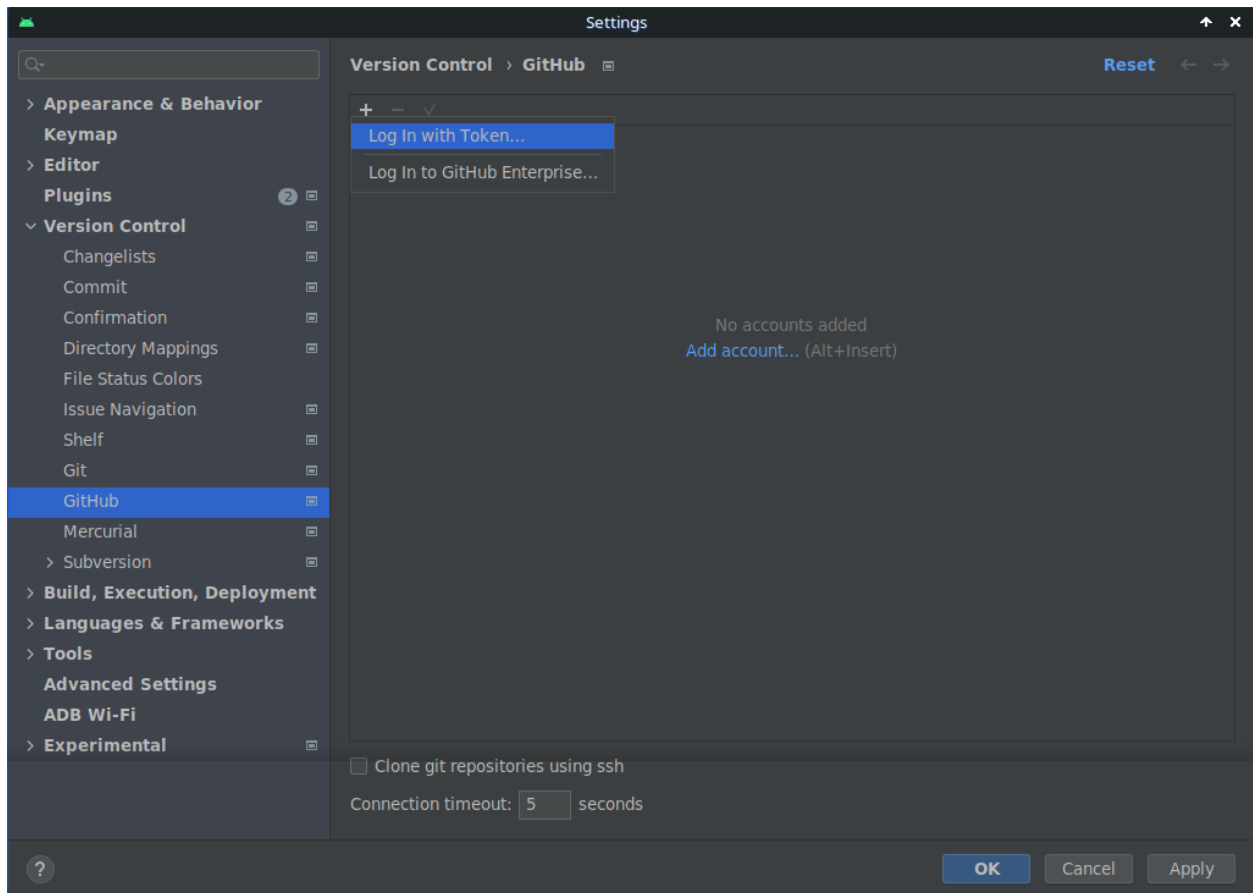 Settings
Version Control › GitHub
Reset
Appearance & Behavior
Keymap
Editor
Plugins 2
Version Control
Changelists
Commit
Confirmation
Directory Mappings
File Status Colors
Issue Navigation
Shelf
Git
GitHub
Mercurial
Subversion
Build, Execution, Deployment
Languages & Frameworks
Tools
Advanced Settings
ADB Wi-Fi
Experimental
Log In with Token...
Log In to GitHub Enterprise...
No accounts added
Add account... (Alt+Insert)
Clone git repositories using ssh
Connection timeout: 5 seconds
?
OK Cancel Apply